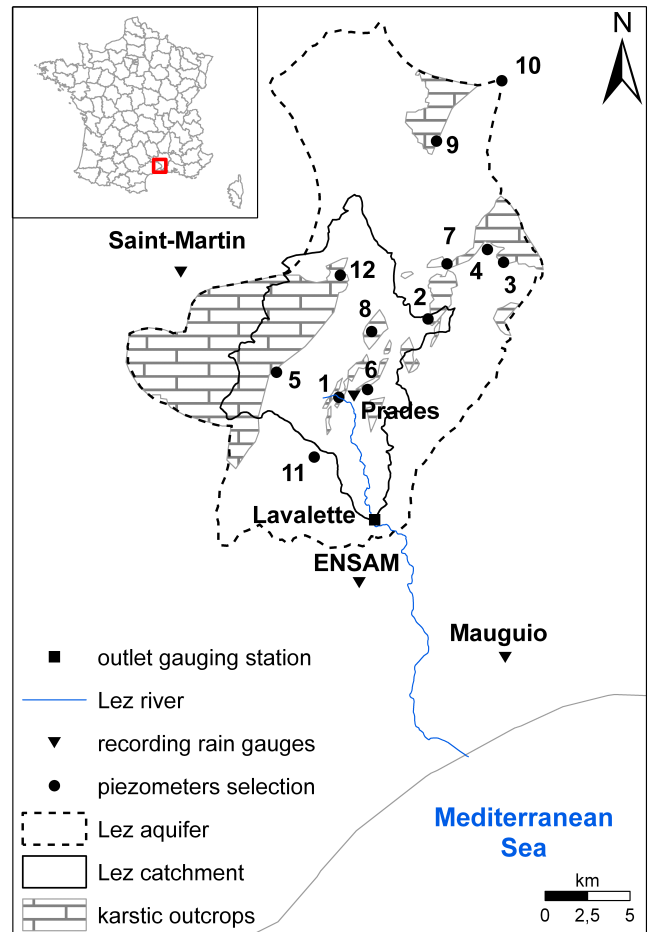 N
10
9
Saint-Martin
7
4
3
12
2
8
5
6
1
Prades
11
Lavalette
ENSAM
Mauguio
outlet gauging station
Lez river
recording rain gauges
piezometers selection
Lez aquifer
Lez catchment
karstic outcrops
Mediterranean
Sea
km
0 2,5 5